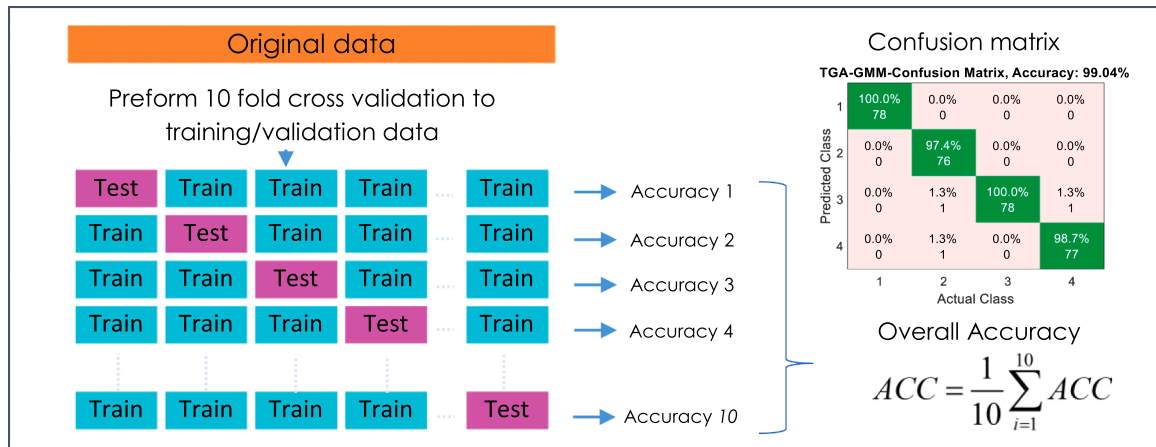 Original data
Preform 10 fold cross validation to
training/validation data
Test Train Train Train ..... Train Accuracy 1
Train Test Train Train ..... Train Accuracy 2
Train Train Test Train ..... Train Accuracy 3
Train Train Train Test ..... Train Accuracy 4
Train Train Train Train ..... Test Accuracy 10
Confusion matrix
TGA-GMM-Confusion Matrix, Accuracy: 99.04%
Predicted Class
1
100.0% 0.0% 0.0% 0.0%
78 0 0 0
2
0.0% 97.4% 0.0% 0.0%
0 76 0 0
3
0.0% 1.3% 100.0% 1.3%
0 1 78 1
4
0.0% 1.3% 0.0% 98.7%
0 1 0 77
1 2 3 4
Actual Class
Overall Accuracy
ACC = 1/10 ∑_{i=1}^{10} ACC